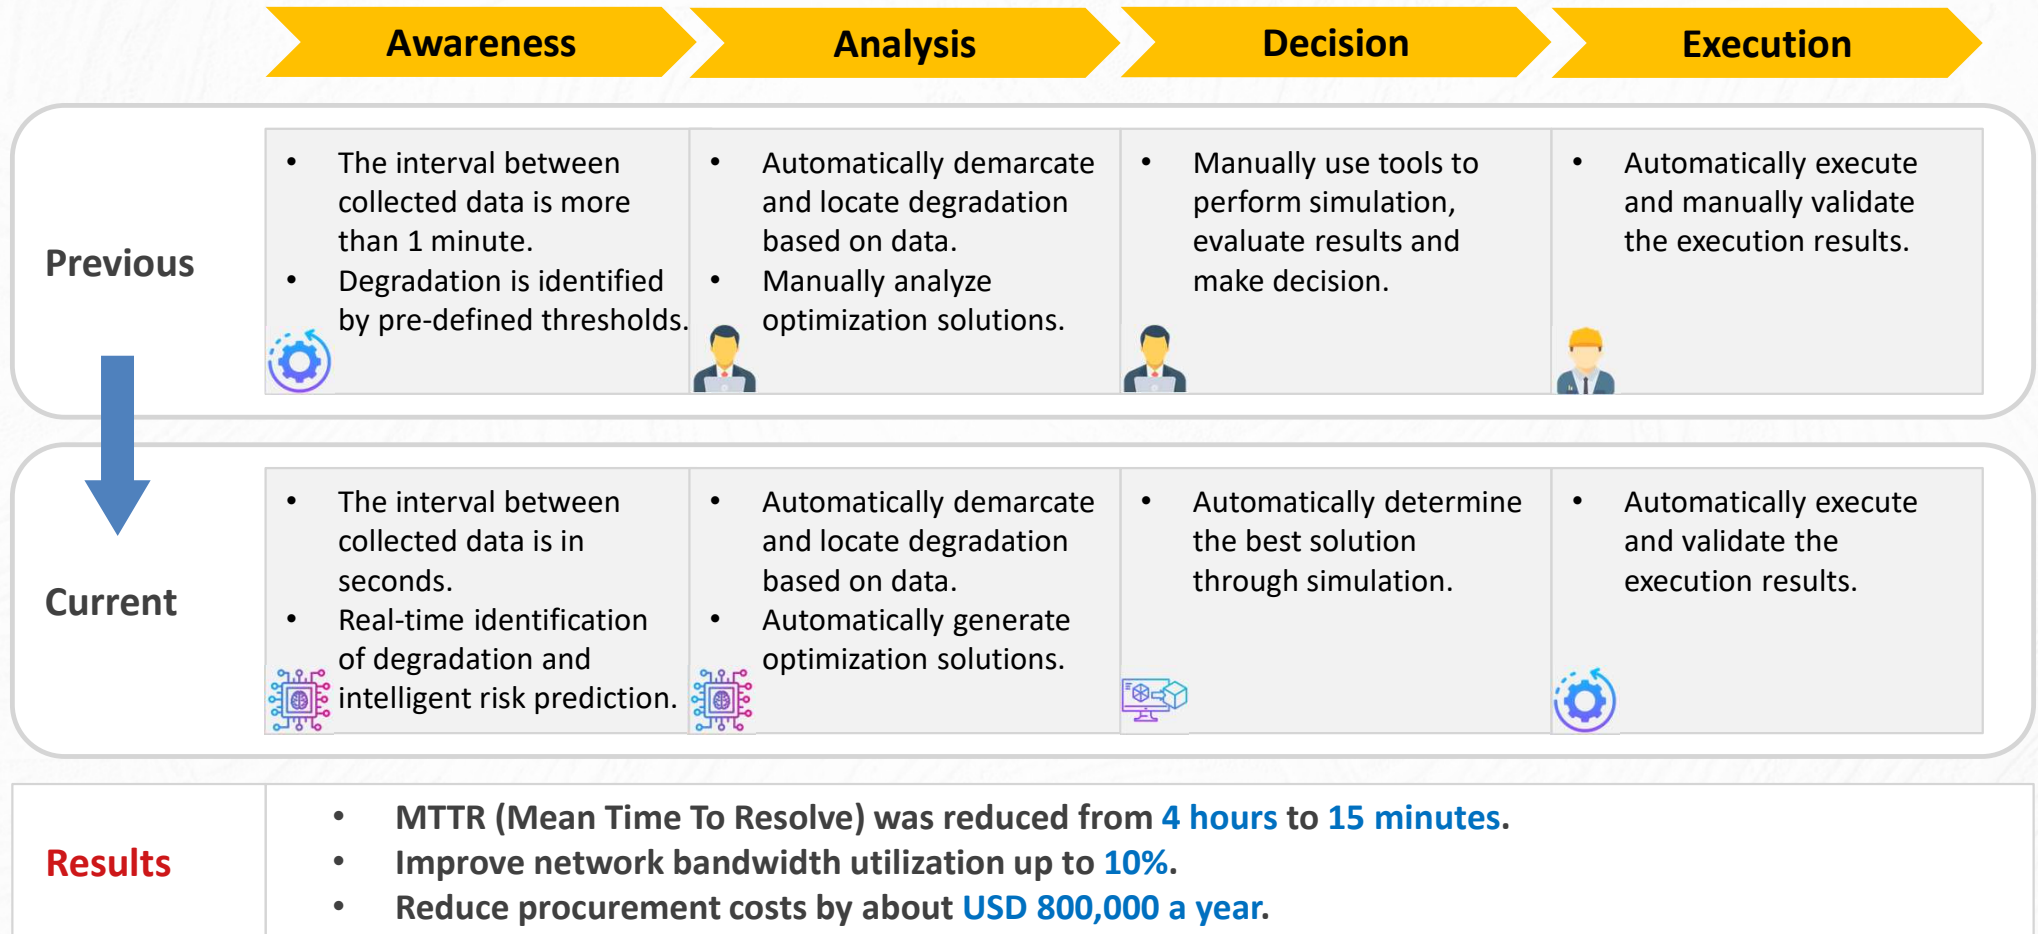 Awareness
Analysis
Decision
Execution
Previous
• The interval between
collected data is more
than 1 minute.
• Degradation is identified
by pre-defined thresholds.
• Automatically demarcate
and locate degradation
based on data.
• Manually analyze
optimization solutions.
• Manually use tools to
perform simulation,
evaluate results and
make decision.
• Automatically execute
and manually validate
the execution results.
Current
• The interval between
collected data is in
seconds.
• Real-time identification
of degradation and
intelligent risk prediction.
• Automatically demarcate
and locate degradation
based on data.
• Automatically generate
optimization solutions.
• Automatically determine
the best solution
through simulation.
• Automatically execute
and validate the
execution results.
Results
• MTTR (Mean Time To Resolve) was reduced from 4 hours to 15 minutes.
• Improve network bandwidth utilization up to 10%.
• Reduce procurement costs by about USD 800,000 a year.